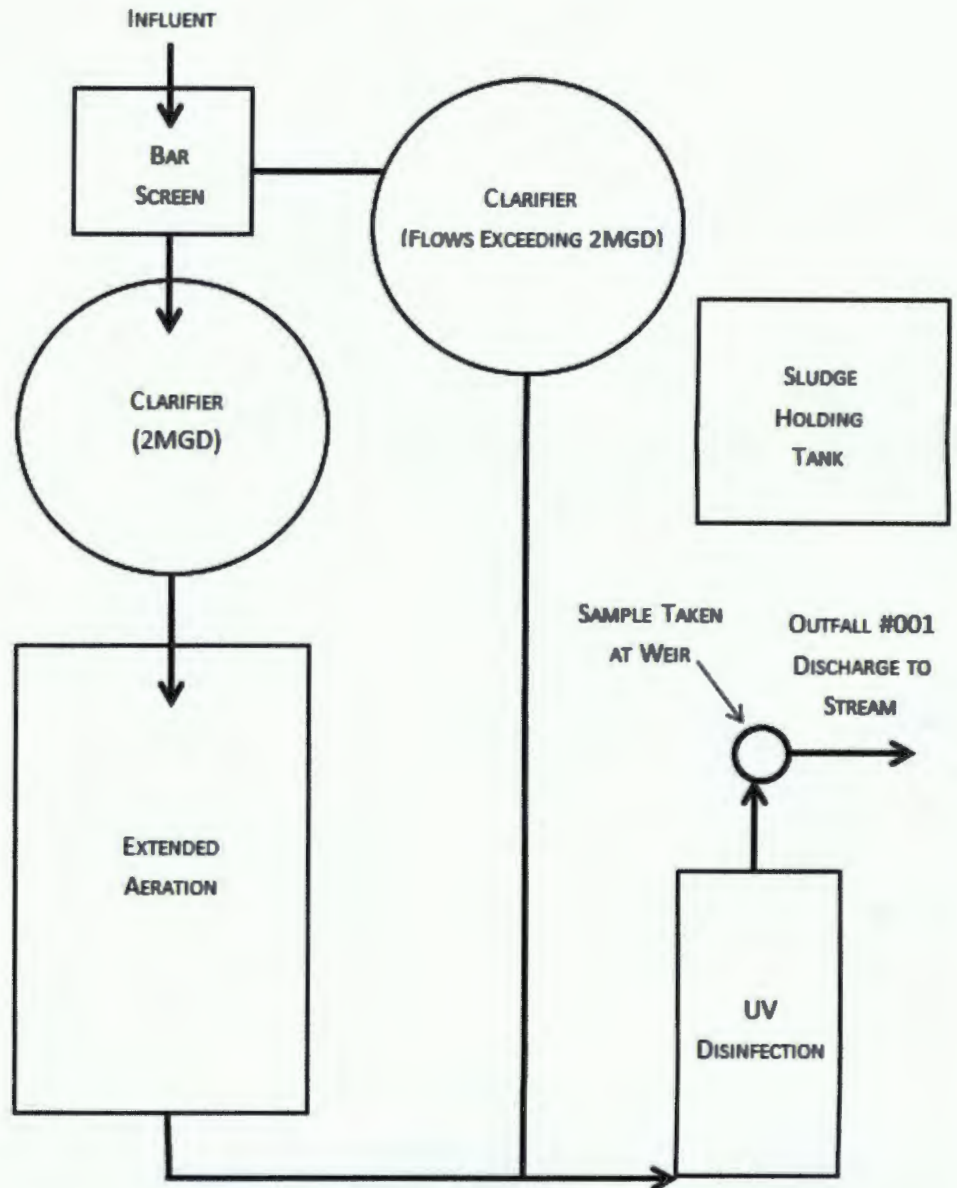 INFLUENT
BAR
SCREEN
CLARIFIER
(FLOWS EXCEEDING 2MGD)
CLARIFIER
(2MGD)
SLUDGE
HOLDING
TANK
SAMPLE TAKEN
AT WEIR
OUTFALL #001
DISCHARGE TO
STREAM
EXTENDED
AERATION
UV
DISINFECTION